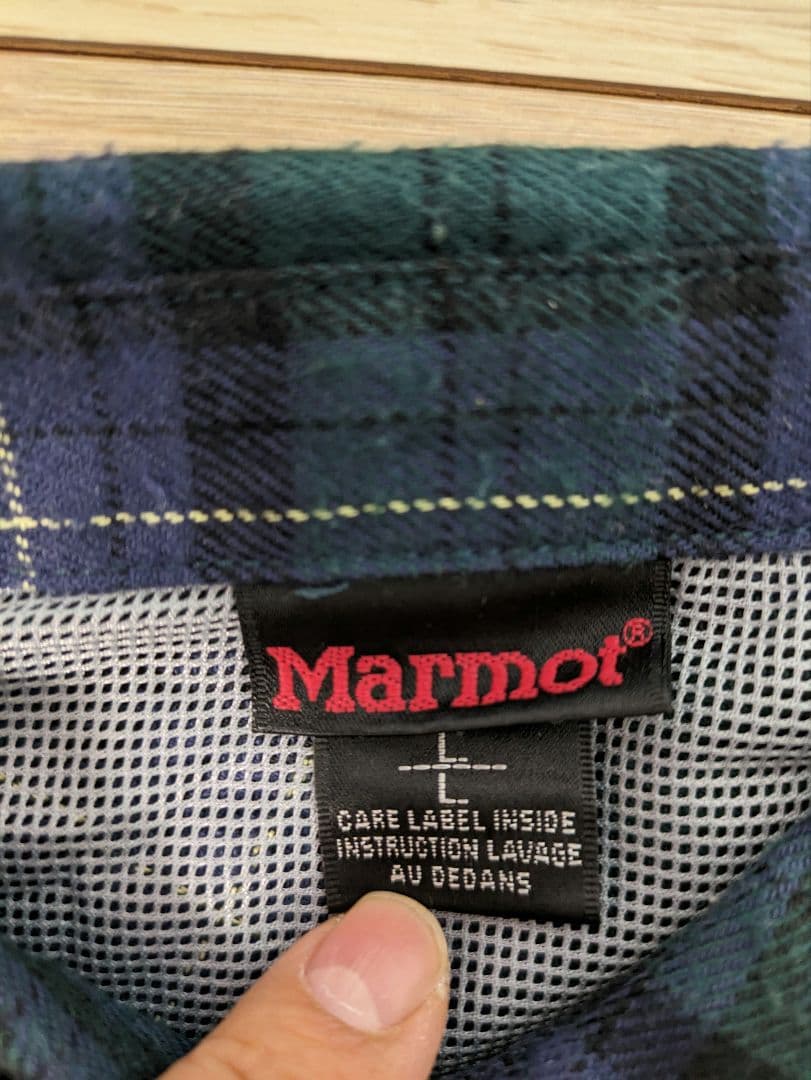 Marmot®
L
L
CARE LABEL INSIDE
INSTRUCTION LAVAGE
AU DEDANS